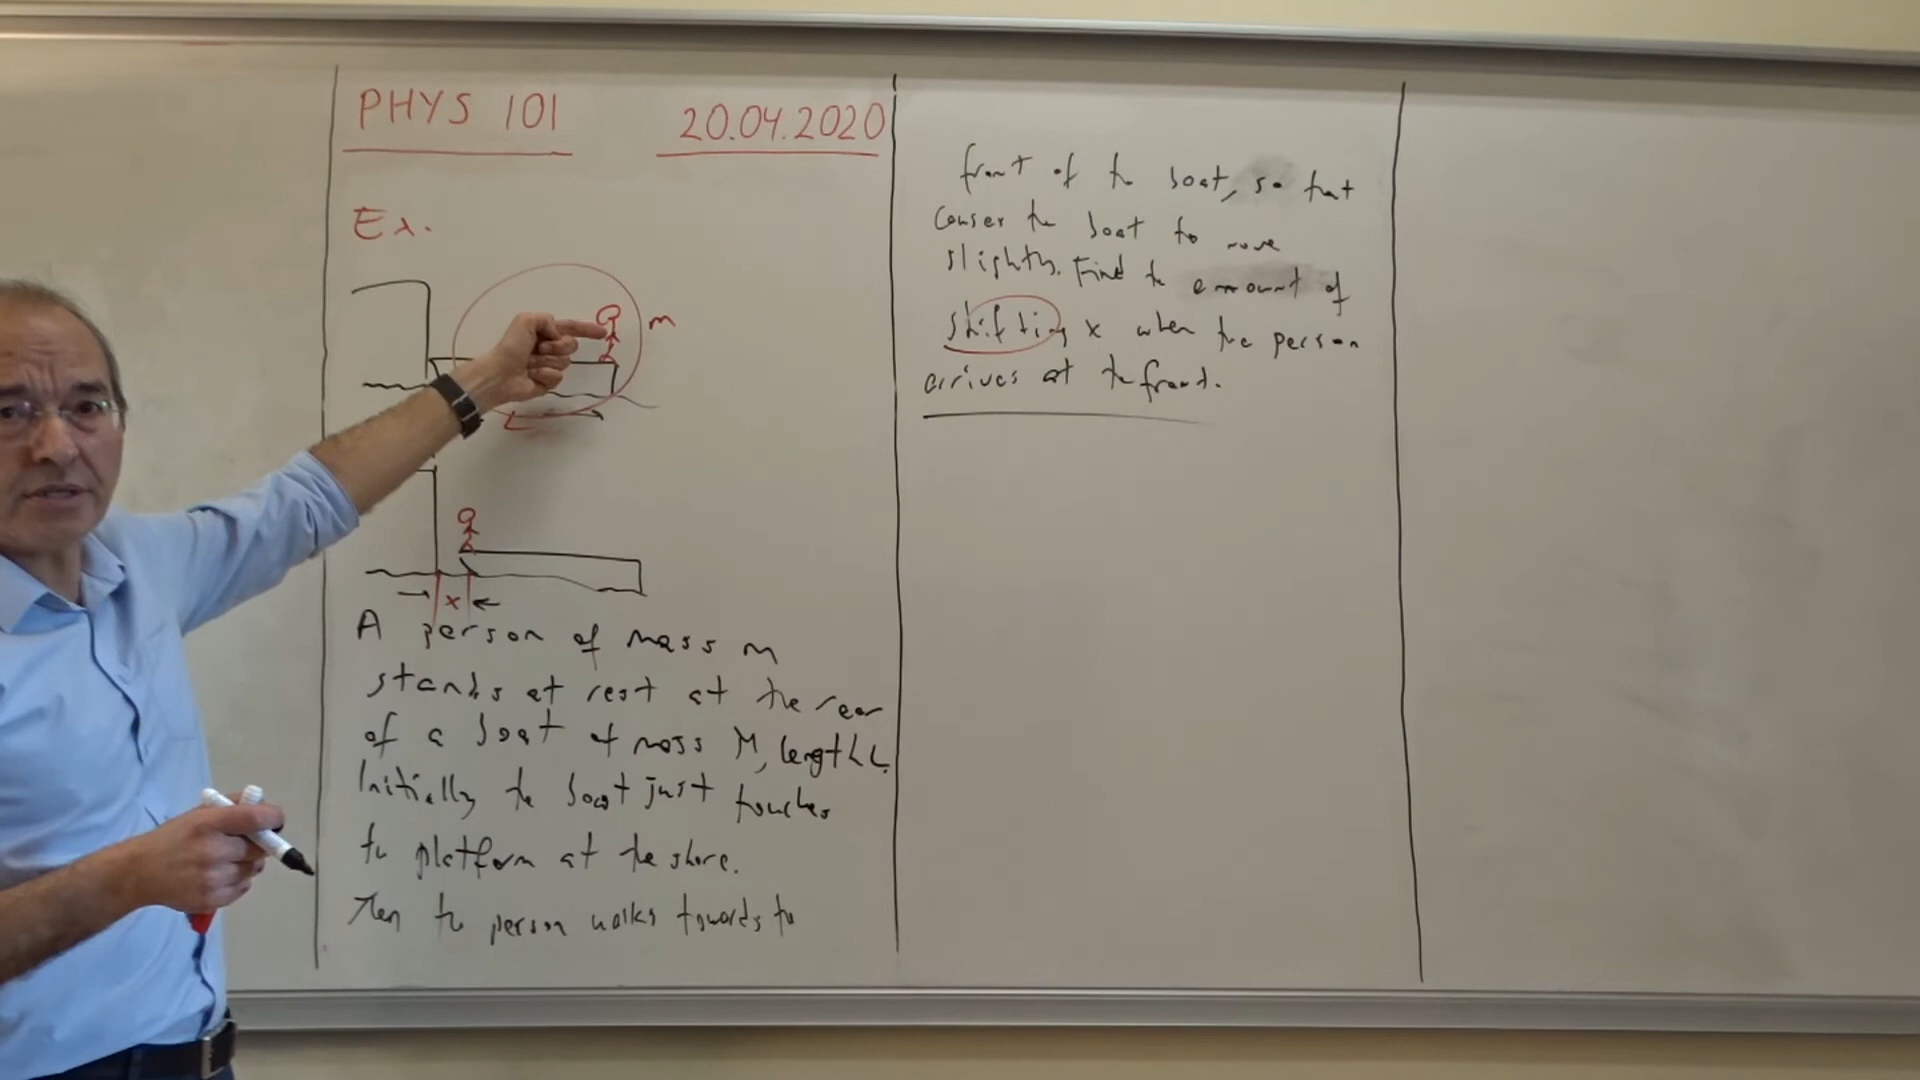 PHYS 101 20.04.2020
Ex.
m
L
x
A person of mass m
stands at rest at the rear
of a boat of mass M, length L.
Initially the boat just touches
the platform at the shore.
Then the person walks towards the
front of the boat, so that
causes the boat to move
slightly. Find the amount of
shifting x when the person
arrives at the front.